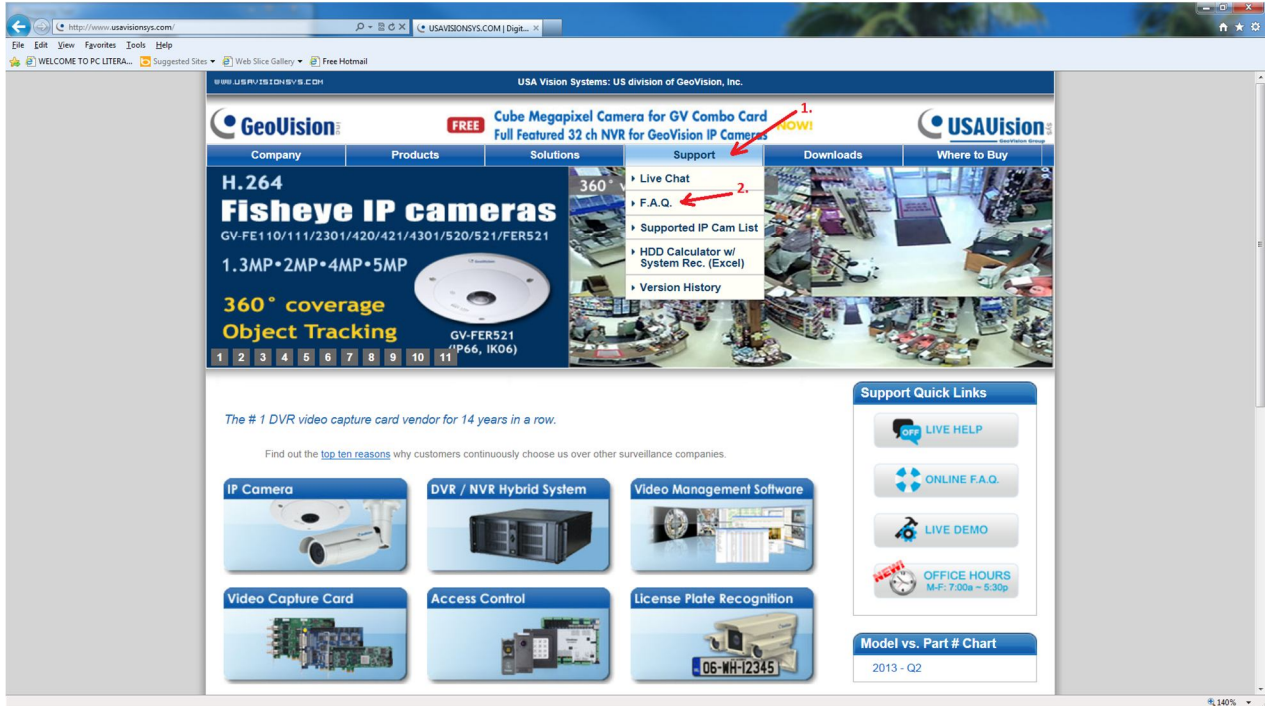 http://www.usavisionsys.com/
USAVISIONSYS.COM | Digit...
File Edit View Favorites Tools Help
WELCOME TO PC LITERA... Suggested Sites Web Slice Gallery Free Hotmail
WWW.USAVISIONSYS.COM
USA Vision Systems: US division of GeoVision, Inc.
GeoVision
FREE
Cube Megapixel Camera for GV Combo Card
Full Featured 32 ch NVR for GeoVision IP Cameras
NOW!
1.
USAVision
GeoVision Group
Company Products Solutions Support Downloads Where to Buy
Live Chat
2.
F.A.Q.
Supported IP Cam List
HDD Calculator w/
System Rec. (Excel)
Version History
H.264
360°
Fisheye IP cameras
GV-FE110/111/2301/420/421/4301/520/521/FER521
1.3MP•2MP•4MP•5MP
360° coverage
Object Tracking
GV-FER521
(IP66, IK06)
1 2 3 4 5 6 7 8 9 10 11
The # 1 DVR video capture card vendor for 14 years in a row.
Find out the top ten reasons why customers continuously choose us over other surveillance companies.
IP Camera
DVR / NVR Hybrid System
Video Management Software
Video Capture Card
Access Control
License Plate Recognition
06-WH-12345
Support Quick Links
OFF LIVE HELP
ONLINE F.A.Q.
LIVE DEMO
NEW!
OFFICE HOURS
M-F: 7:00a ~ 5:30p
Model vs. Part # Chart
2013 - Q2
140%